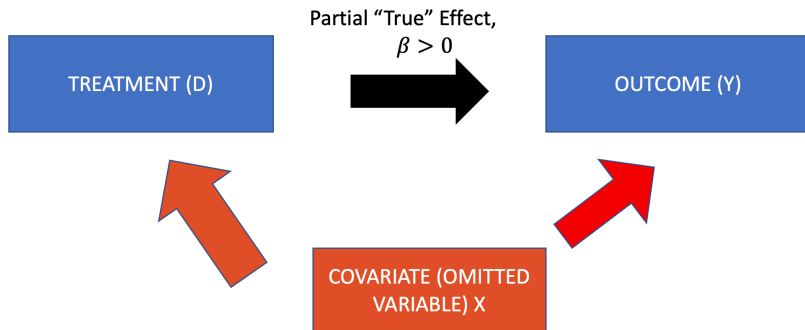 Partial “True” Effect,
β > 0
TREATMENT (D)
OUTCOME (Y)
COVARIATE (OMITTED
VARIABLE) X